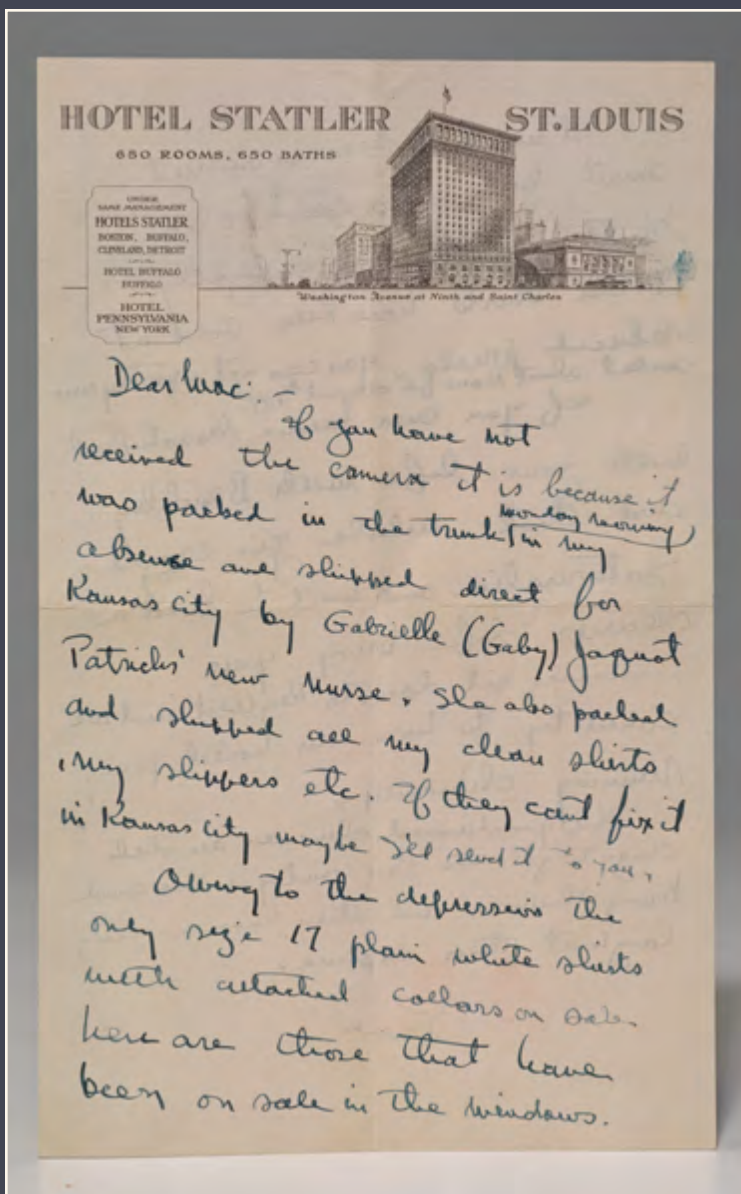 HOTEL STATLER ST. LOUIS
650 ROOMS, 650 BATHS
UNDER
SAME MANAGEMENT
HOTELS STATLER
BOSTON, BUFFALO,
CLEVELAND, DETROIT
HOTEL BUFFALO
BUFFALO
HOTEL
PENNSYLVANIA
NEW YORK
Washington Avenue at Ninth and Saint Charles
Dear Mac: —
If you have not
received the camera it is because it
was packed in the trunk monday morning in my
absense and shipped direct for
Kansas City by Gabrielle (Gaby) Jaquot
Patricks' new nurse. She also packed
and shipped all my clean shirts
, my slippers etc. If they cant fix it
in Kansas City maybe I'll send it to you.
Owing to the depression the
only size 17 plain white shirts
with attached collars on sale
here are those that have
been on sale in the windows.